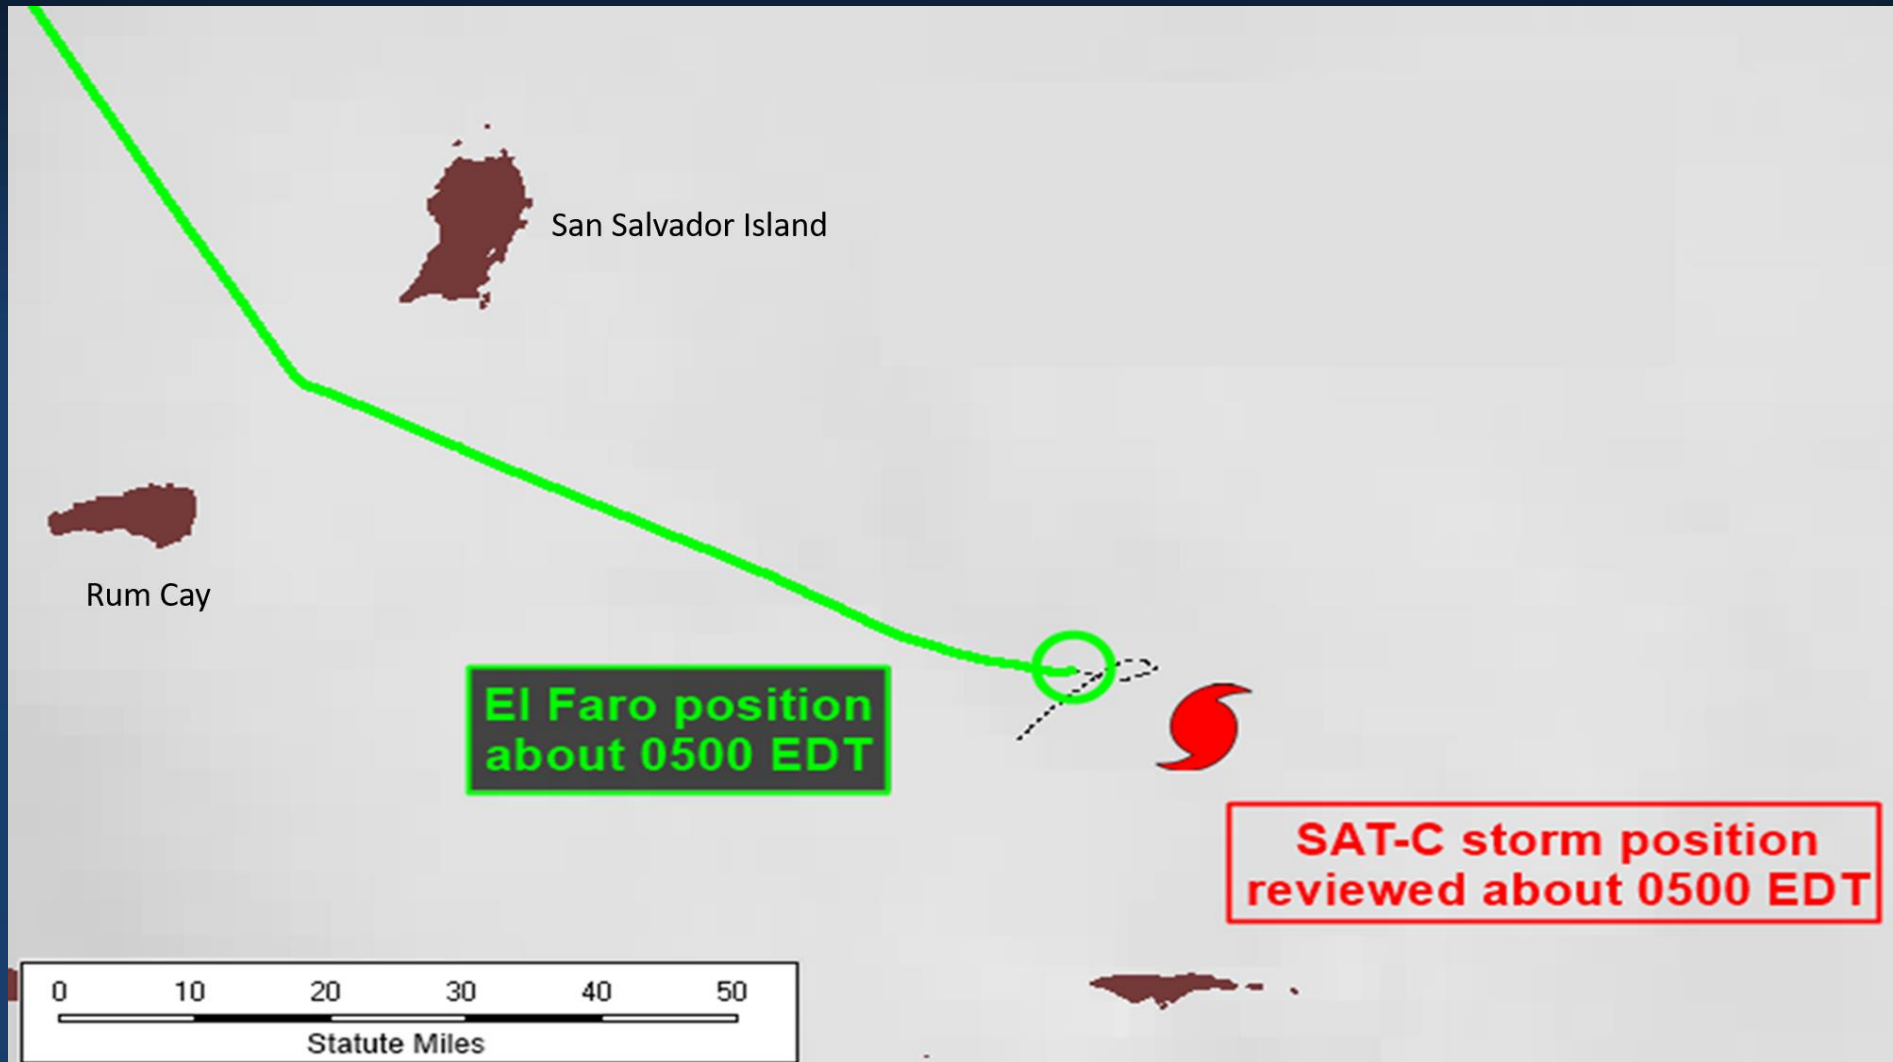 San Salvador Island
Rum Cay
El Faro position
about 0500 EDT
SAT-C storm position
reviewed about 0500 EDT
0 10 20 30 40 50
Statute Miles